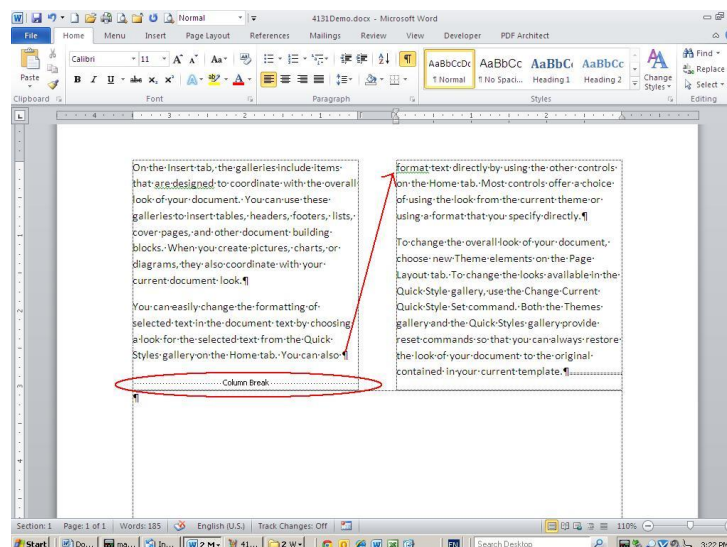 Normal
4131Demo.docx - Microsoft Word
File Home Menu Insert Page Layout References Mailings Review View Developer PDF Architect
Paste
Calibri 11
B I U abe x₂ x²
AaBbCcDc AaBbCc AaBbC AaBbCc
¶ Normal ¶ No Spaci... Heading 1 Heading 2
Change Styles
Find
Replace
Select
Clipboard Font Paragraph Styles Editing
On the Insert tab, the galleries include items
that are designed to coordinate with the overall
look of your document. You can use these
galleries to insert tables, headers, footers, lists,
cover pages, and other document building
blocks. When you create pictures, charts, or
diagrams, they also coordinate with your
current document look.¶
You can easily change the formatting of
selected text in the document text by choosing
a look for the selected text from the Quick
Styles gallery on the Home tab. You can also ¶
Column Break
¶
format text directly by using the other controls
on the Home tab. Most controls offer a choice
of using the look from the current theme or
using a format that you specify directly.¶
To change the overall look of your document,
choose new Theme elements on the Page
Layout tab. To change the looks available in the
Quick Style gallery, use the Change Current
Quick Style Set command. Both the Themes
gallery and the Quick Styles gallery provide
reset commands so that you can always restore
the look of your document to the original
contained in your current template.¶
Section: 1 Page: 1 of 1 Words: 185 English (U.S.) Track Changes: Off 110%
Start Do... ma... In... 2 M 41... 2 W Search Desktop 3:22 PM